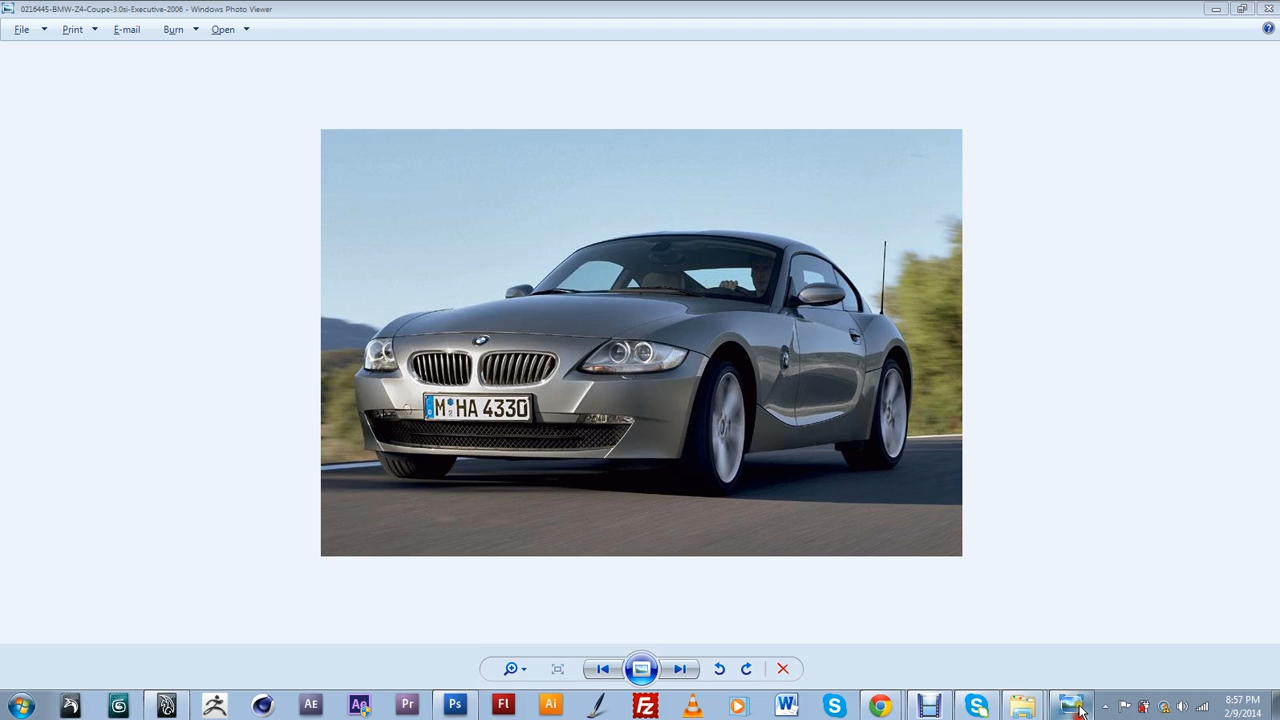 0216445-BMW-Z4-Coupe-3.0si-Executive-2006 - Windows Photo Viewer
File Print E-mail Burn Open
M HA 4330
Ae Pr Ps Fl Ai Fz W
8:57 PM
2/9/2014